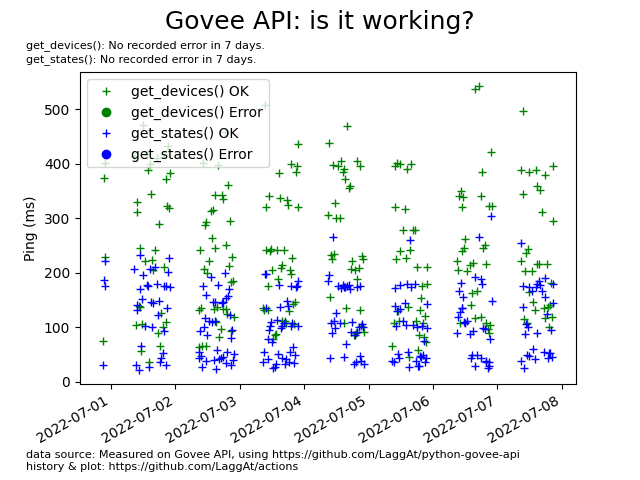 Govee API: is it working?
get_devices(): No recorded error in 7 days.
get_states(): No recorded error in 7 days.
get_devices() OK
get_devices() Error
get_states() OK
get_states() Error
Ping (ms)
500
400
300
200
100
0
2022-07-01
2022-07-02
2022-07-03
2022-07-04
2022-07-05
2022-07-06
2022-07-07
2022-07-08
data source: Measured on Govee API, using https://github.com/LaggAt/python-govee-api
history & plot: https://github.com/LaggAt/actions